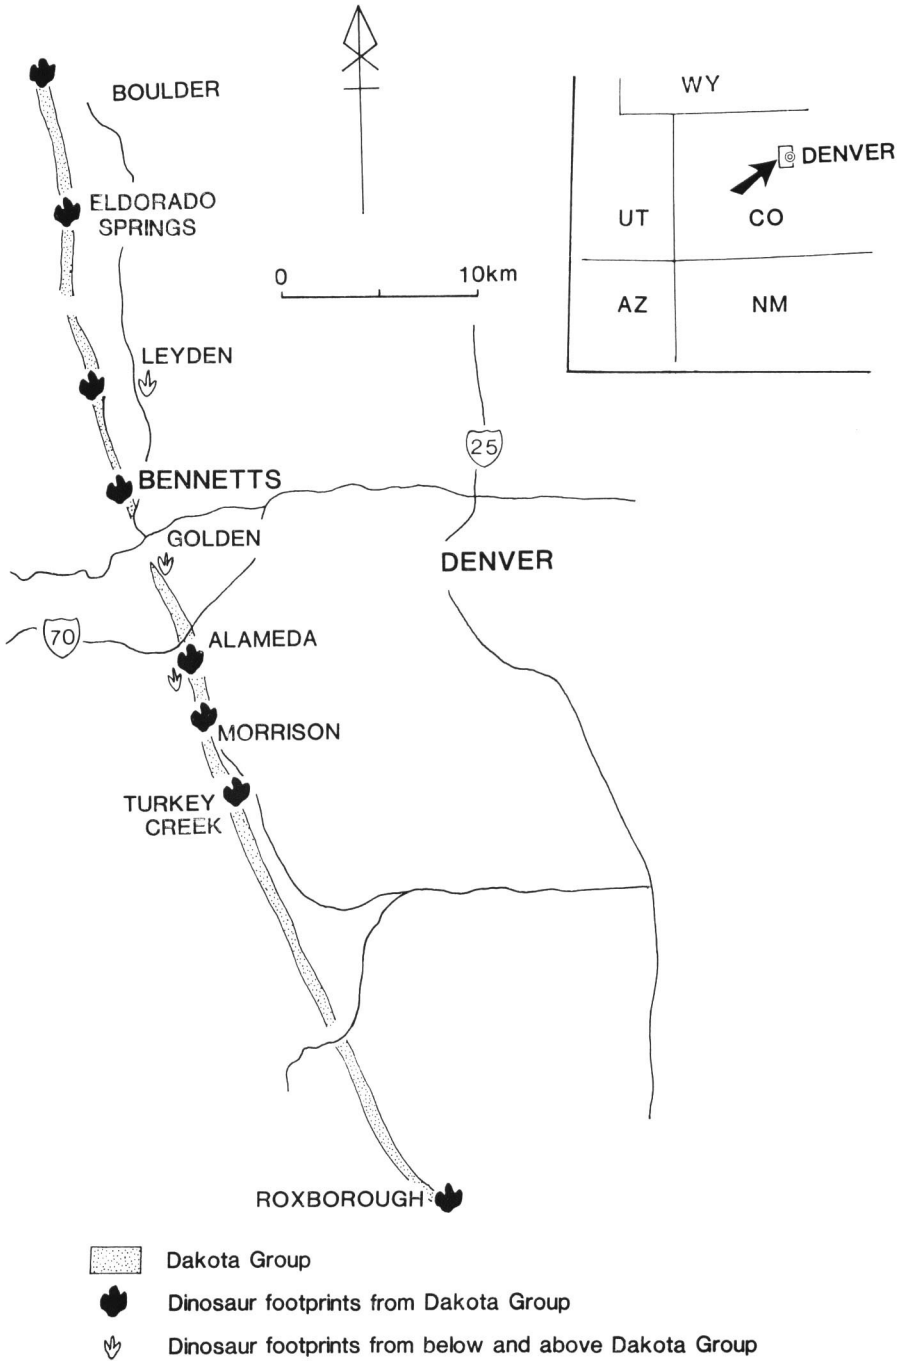 BOULDER
WY
DENVER
ELDORADO
SPRINGS
UT
CO
0
10km
AZ
NM
LEYDEN
25
BENNETTS
GOLDEN
DENVER
70
ALAMEDA
MORRISON
TURKEY
CREEK
ROXBOROUGH
Dakota Group
Dinosaur footprints from Dakota Group
Dinosaur footprints from below and above Dakota Group